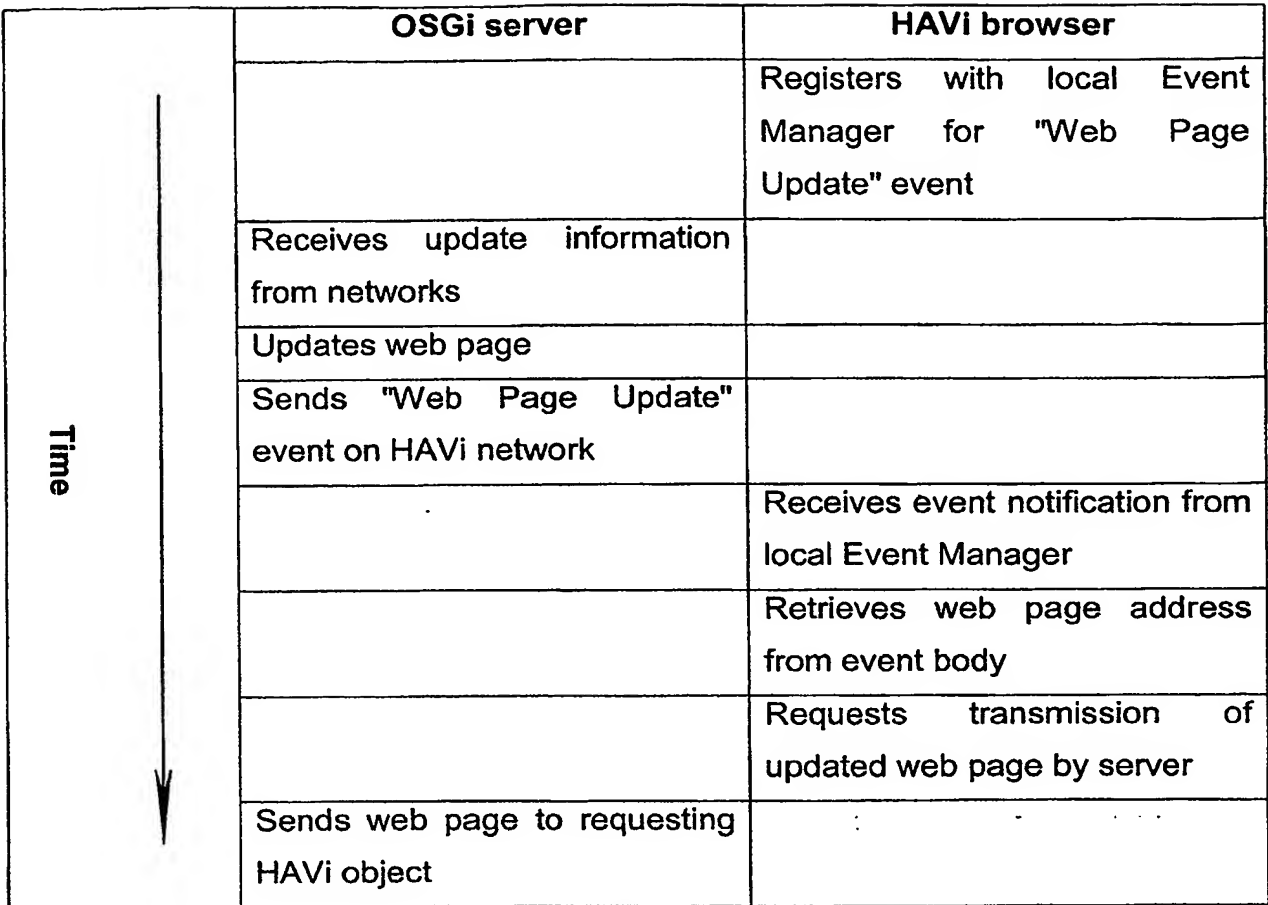 OSGi server
HAVi browser
Registers with local Event
Manager for "Web Page
Update" event
Receives update information
from networks
Updates web page
Sends "Web Page Update"
event on HAVi network
Time
Receives event notification from
local Event Manager
Retrieves web page address
from event body
Requests transmission of
updated web page by server
Sends web page to requesting
HAVi object